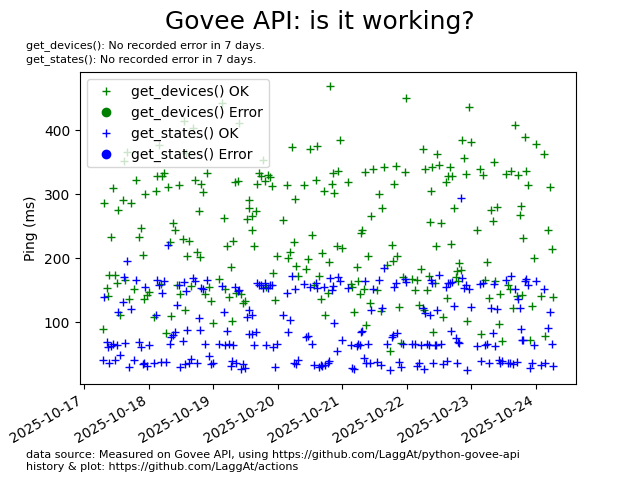 Govee API: is it working?
get_devices(): No recorded error in 7 days.
get_states(): No recorded error in 7 days.
get_devices() OK
get_devices() Error
get_states() OK
get_states() Error
Ping (ms)
400
300
200
100
2025-10-17
2025-10-18
2025-10-19
2025-10-20
2025-10-21
2025-10-22
2025-10-23
2025-10-24
data source: Measured on Govee API, using https://github.com/LaggAt/python-govee-api
history & plot: https://github.com/LaggAt/actions